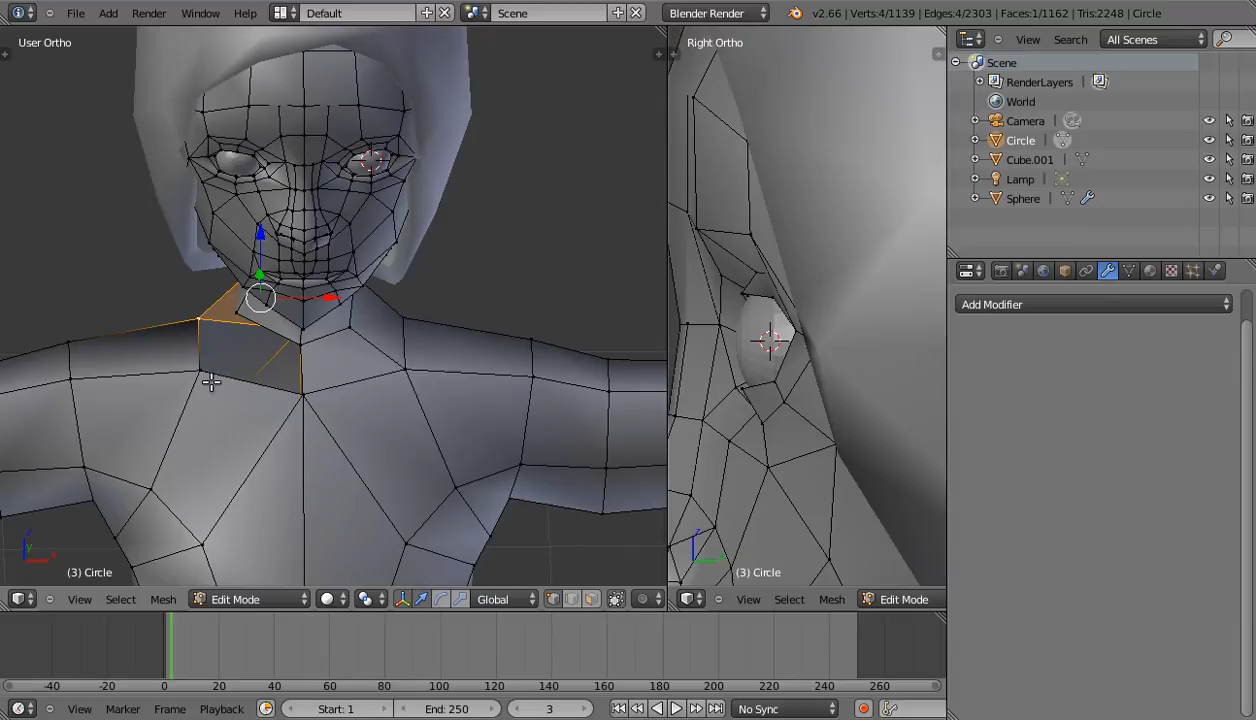 File Add Render Window Help Default Scene Blender Render v2.66 | Verts:4/1139 | Edges:4/2303 | Faces:1/1162 | Tris:2248 | Circle
User Ortho
Right Ortho
View Search All Scenes
Scene
RenderLayers
World
Camera
Circle
Cube.001
Lamp
Sphere
Add Modifier
z
y
x
(3) Circle
z
y
(3) Circle
View Select Mesh Edit Mode Global
View Select Mesh Edit Mode
-40 -20 0 20 40 60 80 100 120 140 160 180 200 220 240 260
View Marker Frame Playback Start: 1 End: 250 3 No Sync